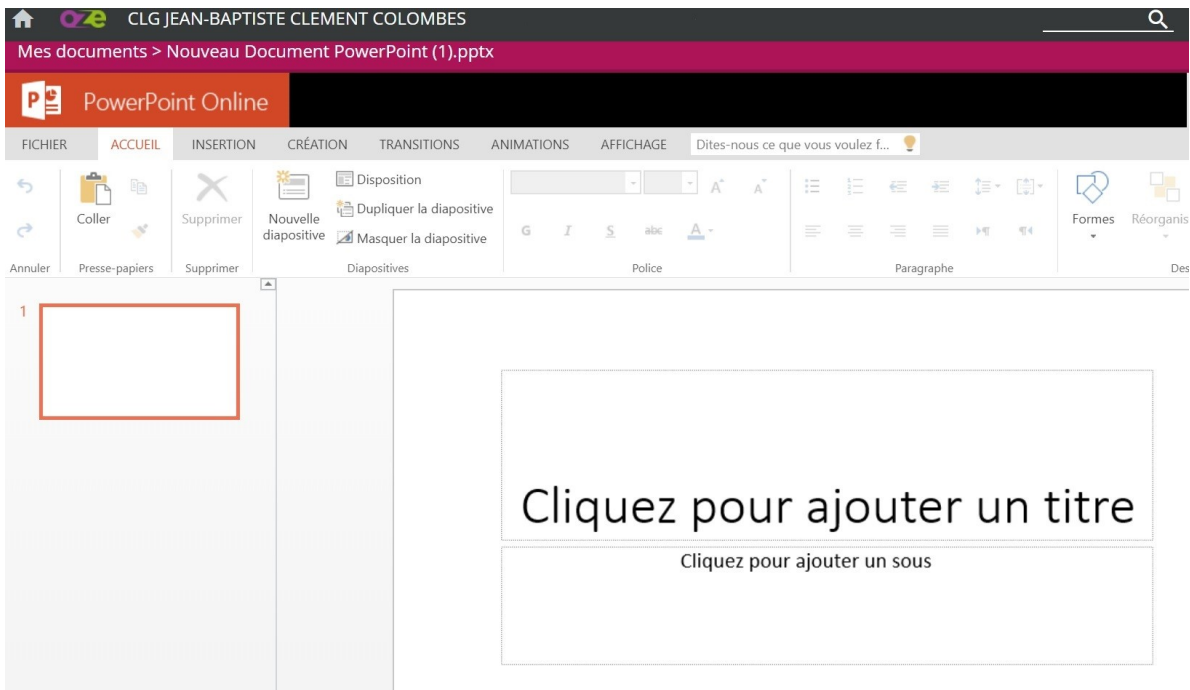 OZE CLG JEAN-BAPTISTE CLEMENT COLOMBES
Mes documents > Nouveau Document PowerPoint (1).pptx
P PowerPoint Online
FICHIER ACCUEIL INSERTION CRÉATION TRANSITIONS ANIMATIONS AFFICHAGE Dites-nous ce que vous voulez f...
Coller
Supprimer
Nouvelle diapositive
Disposition
Dupliquer la diapositive
Masquer la diapositive
A A
G I S abc A
Formes
Réorganis
Annuler Presse-papiers Supprimer Diapositives Police Paragraphe Des
1
Cliquez pour ajouter un titre
Cliquez pour ajouter un sous